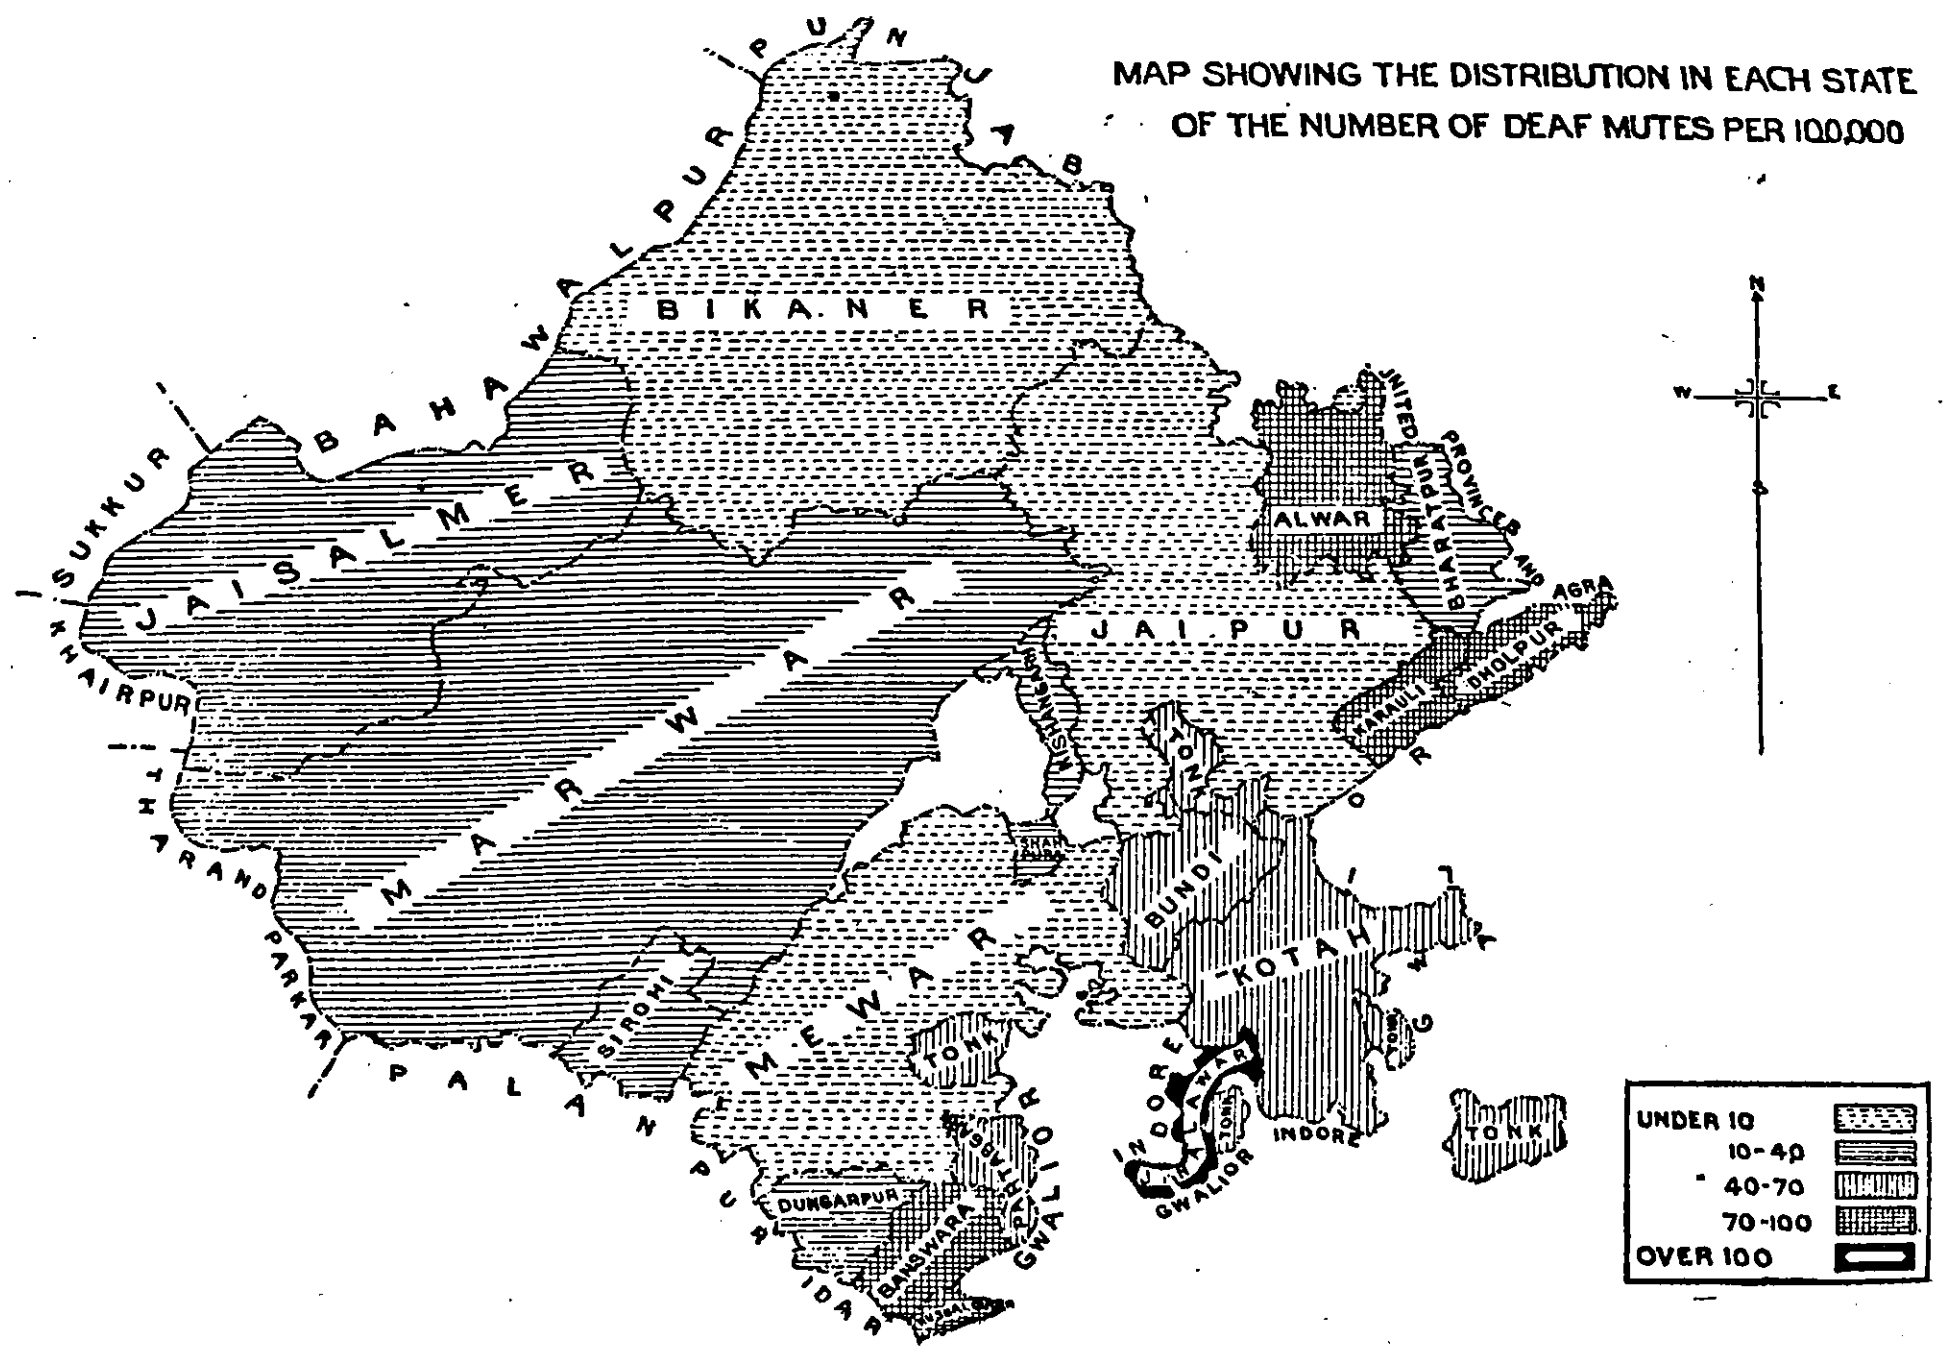 MAP SHOWING THE DISTRIBUTION IN EACH STATE
OF THE NUMBER OF DEAF MUTES PER 100,000
PUNJAB
BAHAWALPUR
BIKANER
N
W
E
S
SUKKUR
JAISALMER
KHAIRPUR
UNITED PROVINCES AND AGRA
ALWAR
BHARATPUR
JAIPUR
DHOLPUR
KARAULI
KISHANGARH
MARWAR
THAR AND PARKAR
TONK
SHAHPURA
BUNDI
KOTAH
GWALIOR
SIROHI
MEWAR
TONK
TONK
PALANPUR
INDORE
JHALAWAR
TONK
INDORE
GWALIOR
TONK
PARTABGARH
GWALIOR
DUNGARPUR
BANSWARA
IDAR
UNDER 10
10-40
40-70
70-100
OVER 100